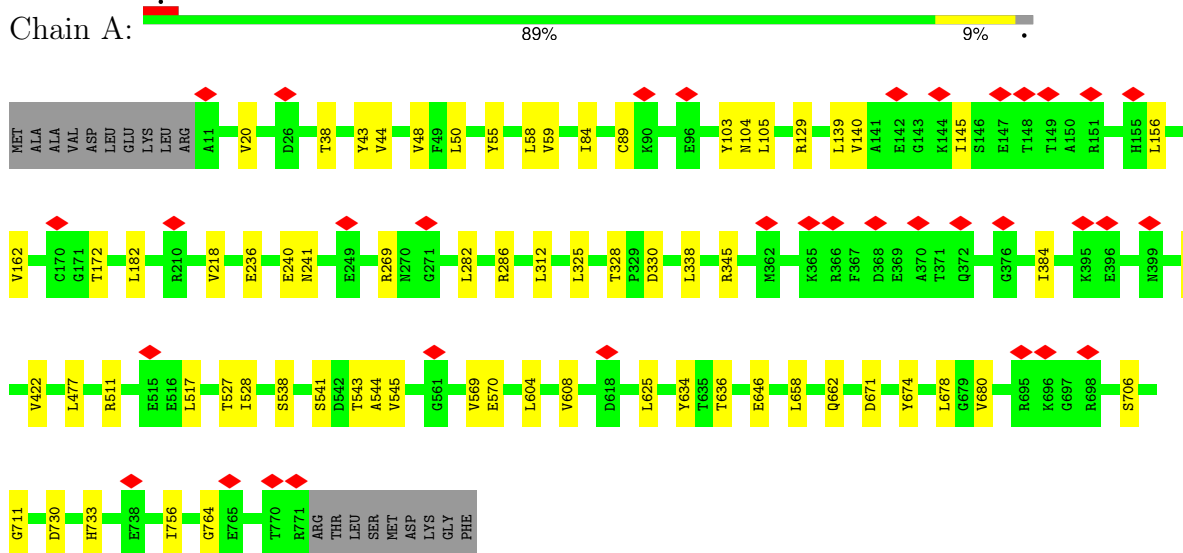 Chain A:
89% 9%
MET ALA ALA VAL ASP LEU GLU LYS LEU ARG A11 V20 D26 T38 Y43 V44 V48 F49 L50 Y55 L58 V59 I84 C89 K90 E96 Y103 N104 L105 R129 L139 V140 A141 E142 G143 K144 I145 S146 E147 T148 T149 A150 R151 H155 L156
V162 C170 G171 T172 L182 R210 V218 E236 E240 N241 E249 R269 N270 G271 L282 R286 L312 L325 T328 P329 D330 L338 R345 M362 K365 R366 F367 D368 E369 A370 T371 Q372 G376 I384 K395 E396 N399
V422 L477 R511 E515 E516 L517 T527 I528 S538 S541 D542 T543 A544 V545 G561 V569 E570 L604 V608 D618 L625 Y634 T635 T636 E646 L658 Q662 D671 Y674 L678 G679 V680 R695 K696 G697 R698 S706
G711 D730 H733 E738 I756 G764 E765 T770 R771 ARG THR LEU SER MET ASP LYS GLY PHE